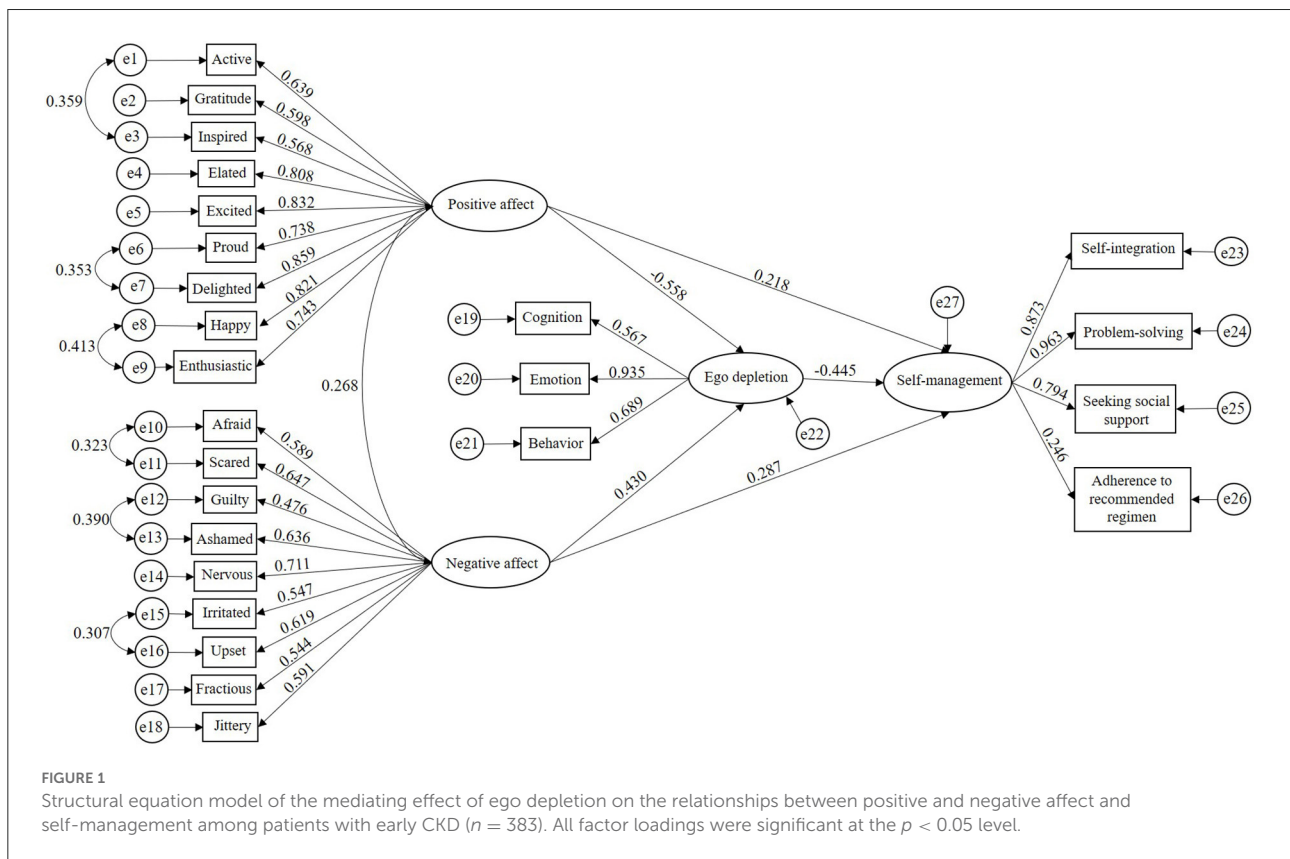 e1 Active 0.639
0.359 e2 Gratitude 0.598
e3 Inspired 0.568
e4 Elated 0.808
e5 Excited 0.832
e6 Proud 0.738
0.353 e7 Delighted 0.859
e8 Happy 0.821
0.413 e9 Enthusiastic 0.743
Positive affect
0.268
e10 Afraid 0.589
0.323 e11 Scared 0.647
e12 Guilty 0.476
0.390 e13 Ashamed 0.636
e14 Nervous 0.711
e15 Irritated 0.547
0.307 e16 Upset 0.619
e17 Fractious 0.544
e18 Jittery 0.591
Negative affect
-0.558
0.218
0.430
0.287
e19 Cognition 0.567
e20 Emotion 0.935
e21 Behavior 0.689
Ego depletion
e22
-0.445
e27
Self-management
0.873 Self-integration e23
0.963 Problem-solving e24
0.794 Seeking social
support e25
0.246 Adherence to
recommended
regimen e26
FIGURE 1
Structural equation model of the mediating effect of ego depletion on the relationships between positive and negative affect and
self-management among patients with early CKD (n = 383). All factor loadings were significant at the p < 0.05 level.